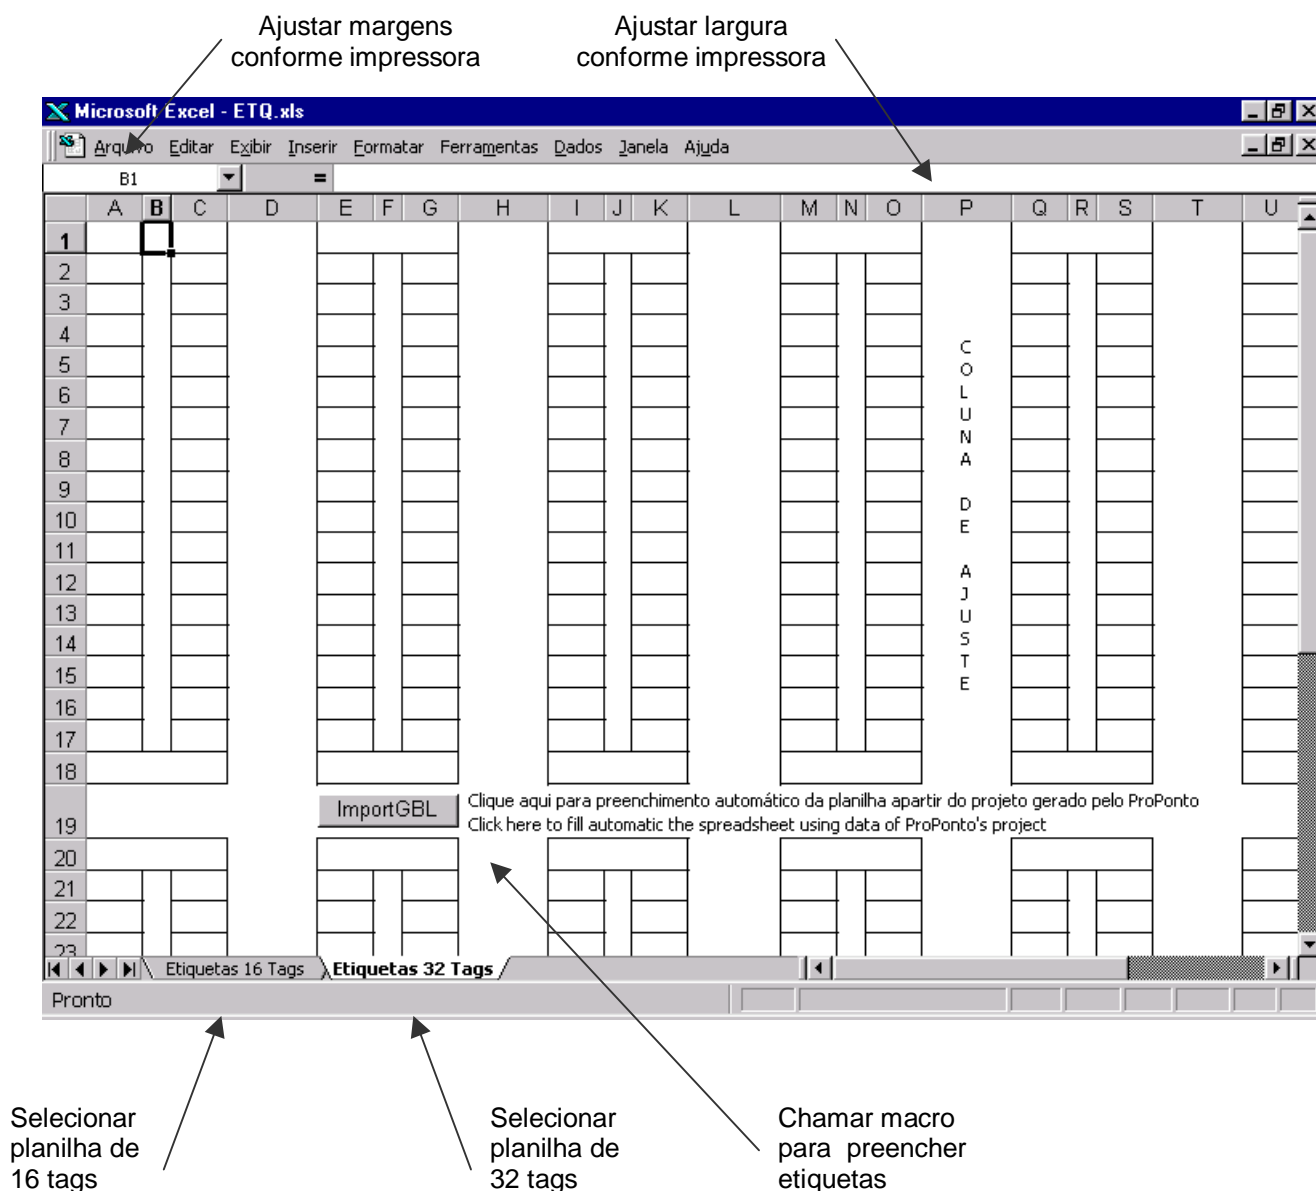 Ajustar margens
conforme impressora
Ajustar largura
conforme impressora
Microsoft Excel - ETQ.xls
Arquivo Editar Exibir Inserir Formatar Ferramentas Dados Janela Ajuda
B1 =
A B C D E F G H I J K L M N O P Q R S T U
1
2
3
4
5
6
7
8
9
10
11
12
13
14
15
16
17
18
19
20
21
22
23
COLUNA DE AJUSTE
ImportGBL
Clique aqui para preenchimento automático da planilha apartir do projeto gerado pelo ProPonto
Click here to fill automatic the spreadsheet using data of ProPonto's project
Etiquetas 16 Tags Etiquetas 32 Tags
Pronto
Selecionar
planilha de
16 tags
Selecionar
planilha de
32 tags
Chamar macro
para preencher
etiquetas